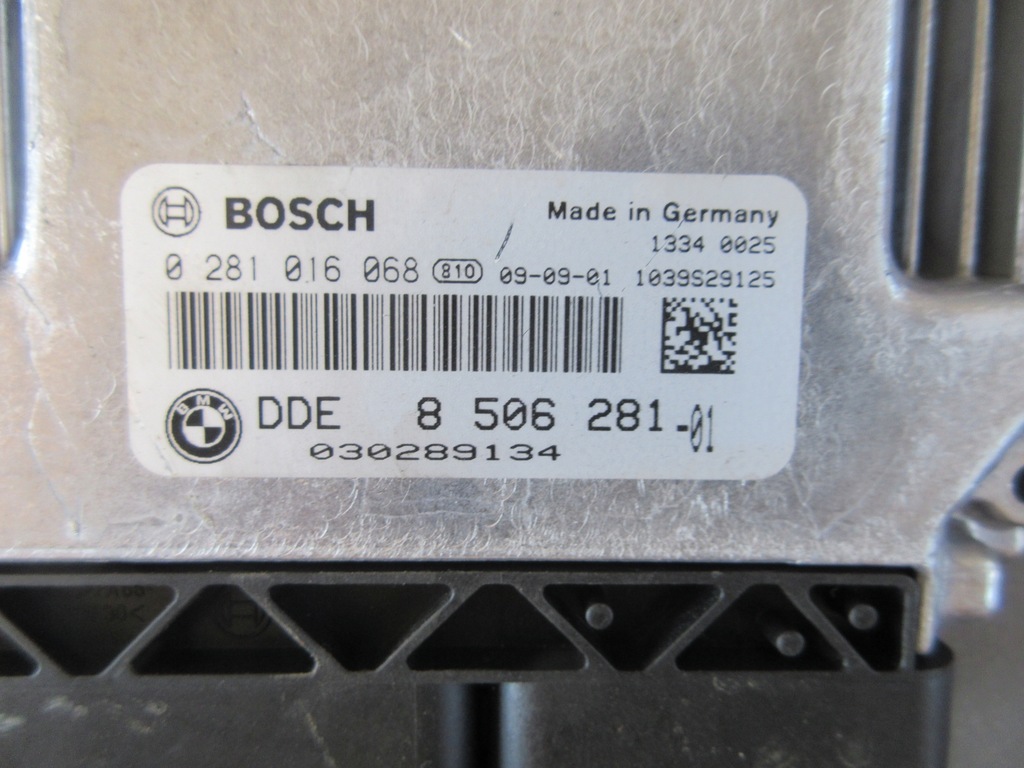 BOSCH
Made in Germany
1334 0025
0 281 016 068 810 09-09-01 1039S29125
BMW
DDE 8 506 281-01
030289134